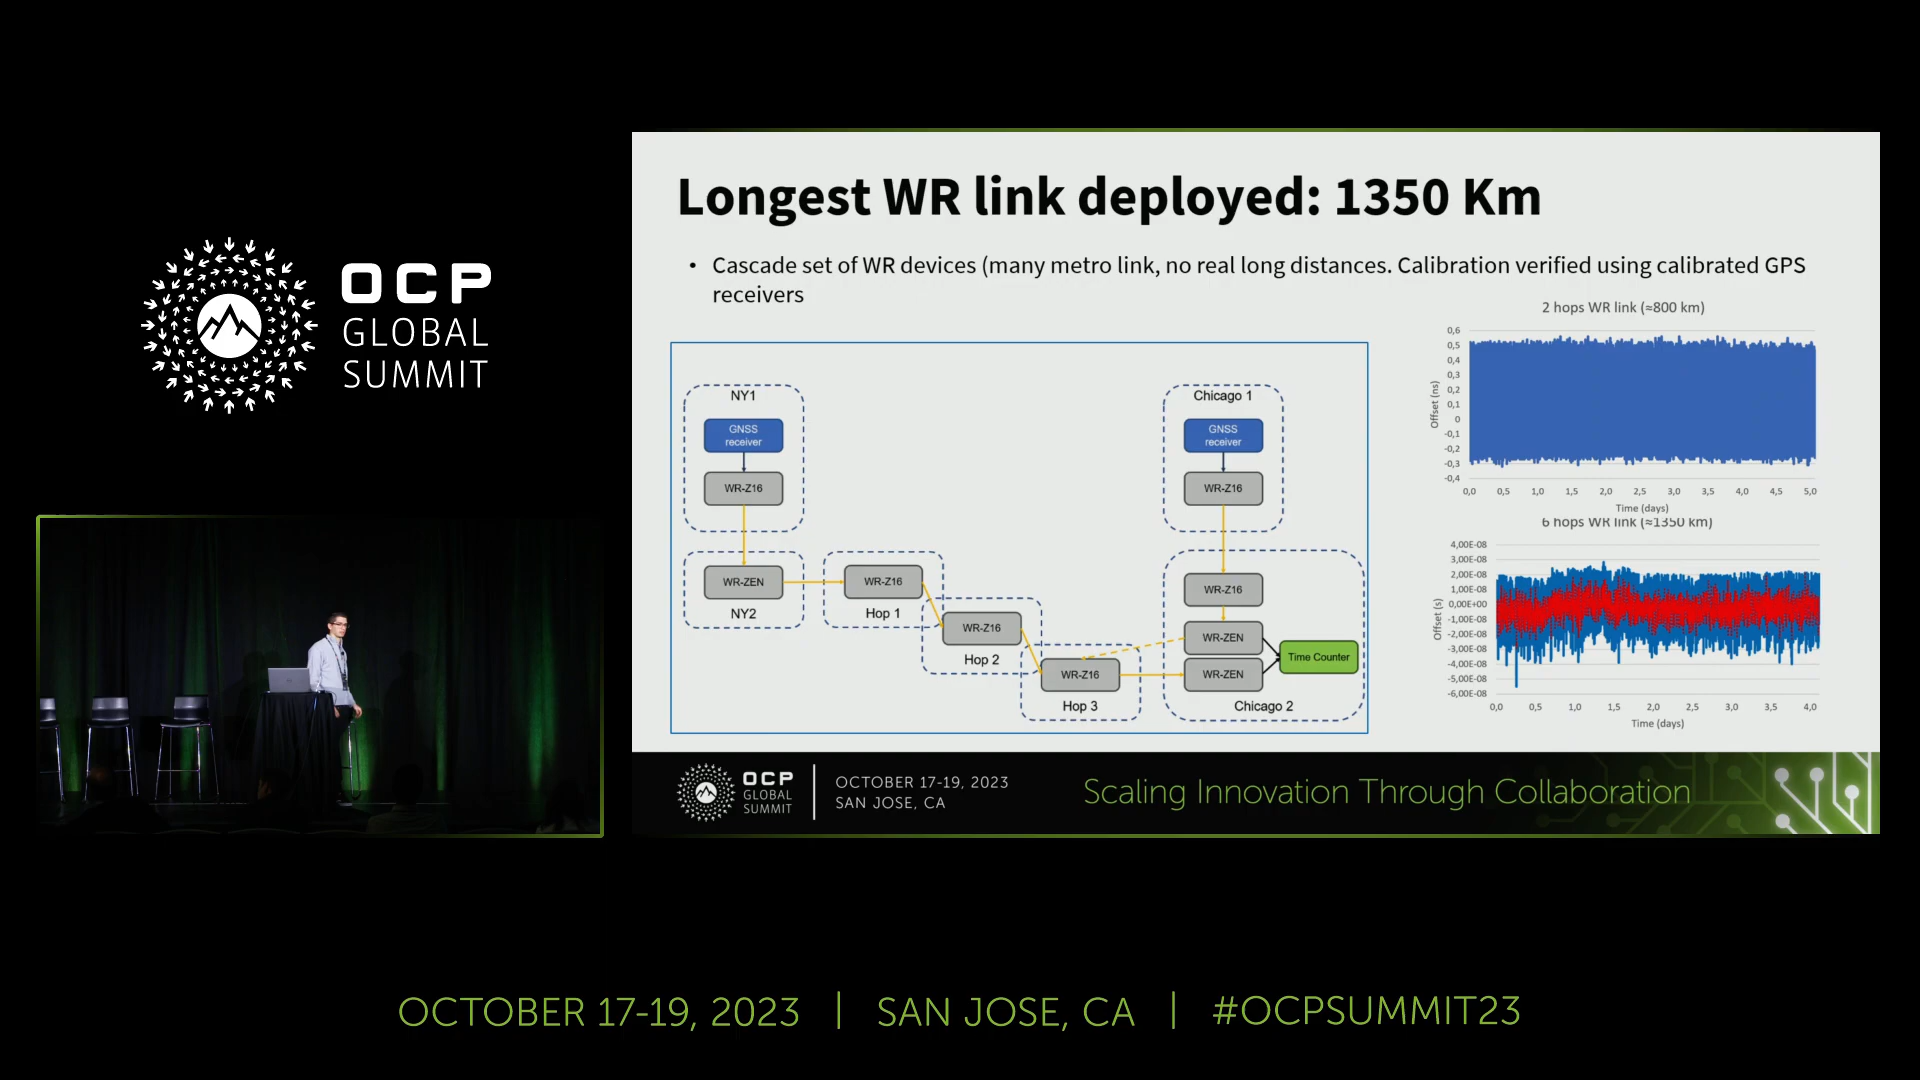 OCP
GLOBAL
SUMMIT
Longest WR link deployed: 1350 Km
• Cascade set of WR devices (many metro link, no real long distances. Calibration verified using calibrated GPS
receivers
NY1
GNSS
receiver
WR-Z16
WR-ZEN
NY2
WR-Z16
Hop 1
WR-Z16
Hop 2
WR-Z16
Hop 3
Chicago 1
GNSS
receiver
WR-Z16
WR-Z16
WR-ZEN
WR-ZEN
Time Counter
Chicago 2
2 hops WR link (≈800 km)
Offset (ns)
0,6
0,5
0,4
0,3
0,2
0,1
0
-0,1
-0,2
-0,3
-0,4
0,0 0,5 1,0 1,5 2,0 2,5 3,0 3,5 4,0 4,5 5,0
Time (days)
6 hops WR link (≈1350 km)
Offset (s)
4,00E-08
3,00E-08
2,00E-08
1,00E-08
0,00E+00
-1,00E-08
-2,00E-08
-3,00E-08
-4,00E-08
-5,00E-08
-6,00E-08
0,0 0,5 1,0 1,5 2,0 2,5 3,0 3,5 4,0
Time (days)
OCP
GLOBAL
SUMMIT
OCTOBER 17-19, 2023
SAN JOSE, CA
Scaling Innovation Through Collaboration
OCTOBER 17-19, 2023 | SAN JOSE, CA | #OCPSUMMIT23